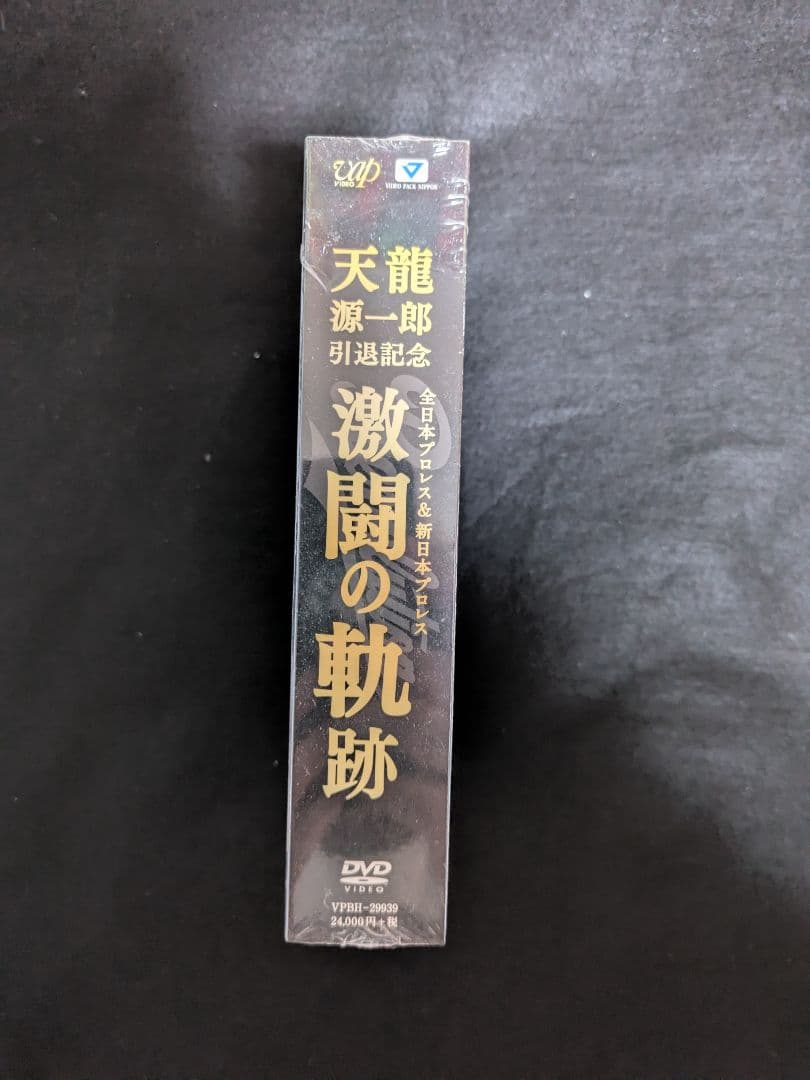 vap
VIDEO
VIDEO PACK NIPPON
天龍
源一郎
引退記念
全日本プロレス&新日本プロレス
激闘の軌跡
DVD
VIDEO
VPBH-29939
24,000円+税